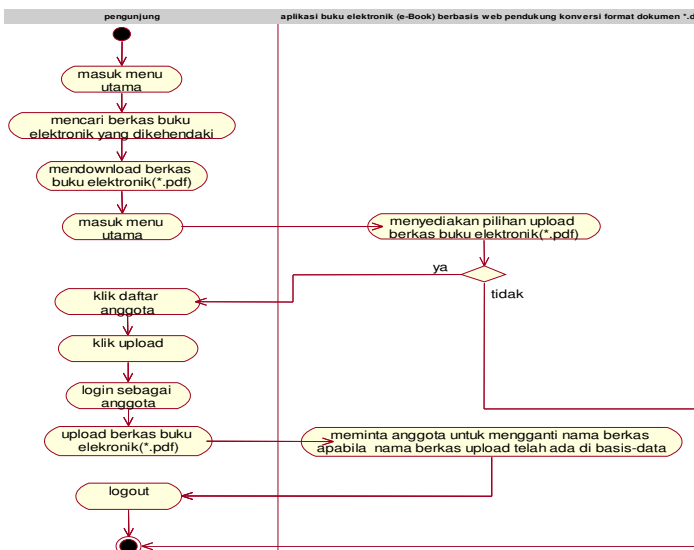 pengunjung
aplikasi buku elektronik (e-Book) berbasis web pendukung konversi format dokumen
masuk menu
utama
mencari berkas buku
elektronik yang dikehendaki
mendownload berkas
buku elektronik(*.pdf)
masuk menu
utama
menyediakan pilihan upload
berkas buku elektronik(*.pdf)
ya
tidak
klik daftar
anggota
klik upload
login sebagai
anggota
upload berkas buku
elekronik(*.pdf)
meminta anggota untuk mengganti nama berkas
apabila nama berkas upload telah ada di basis-data
logout